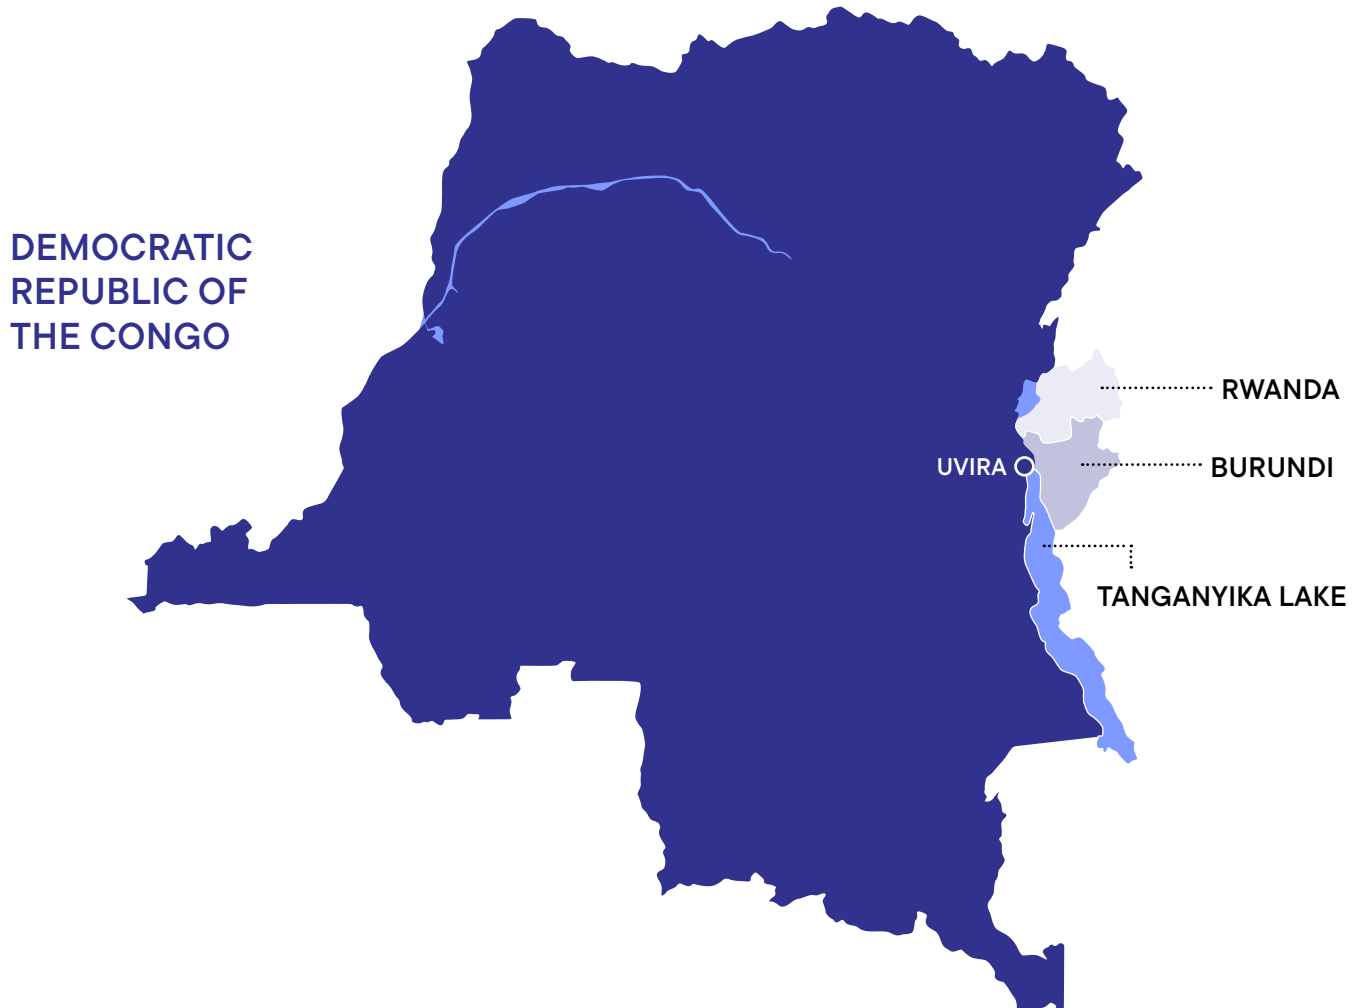 DEMOCRATIC
REPUBLIC OF
THE CONGO
RWANDA
UVIRA
BURUNDI
TANGANYIKA LAKE